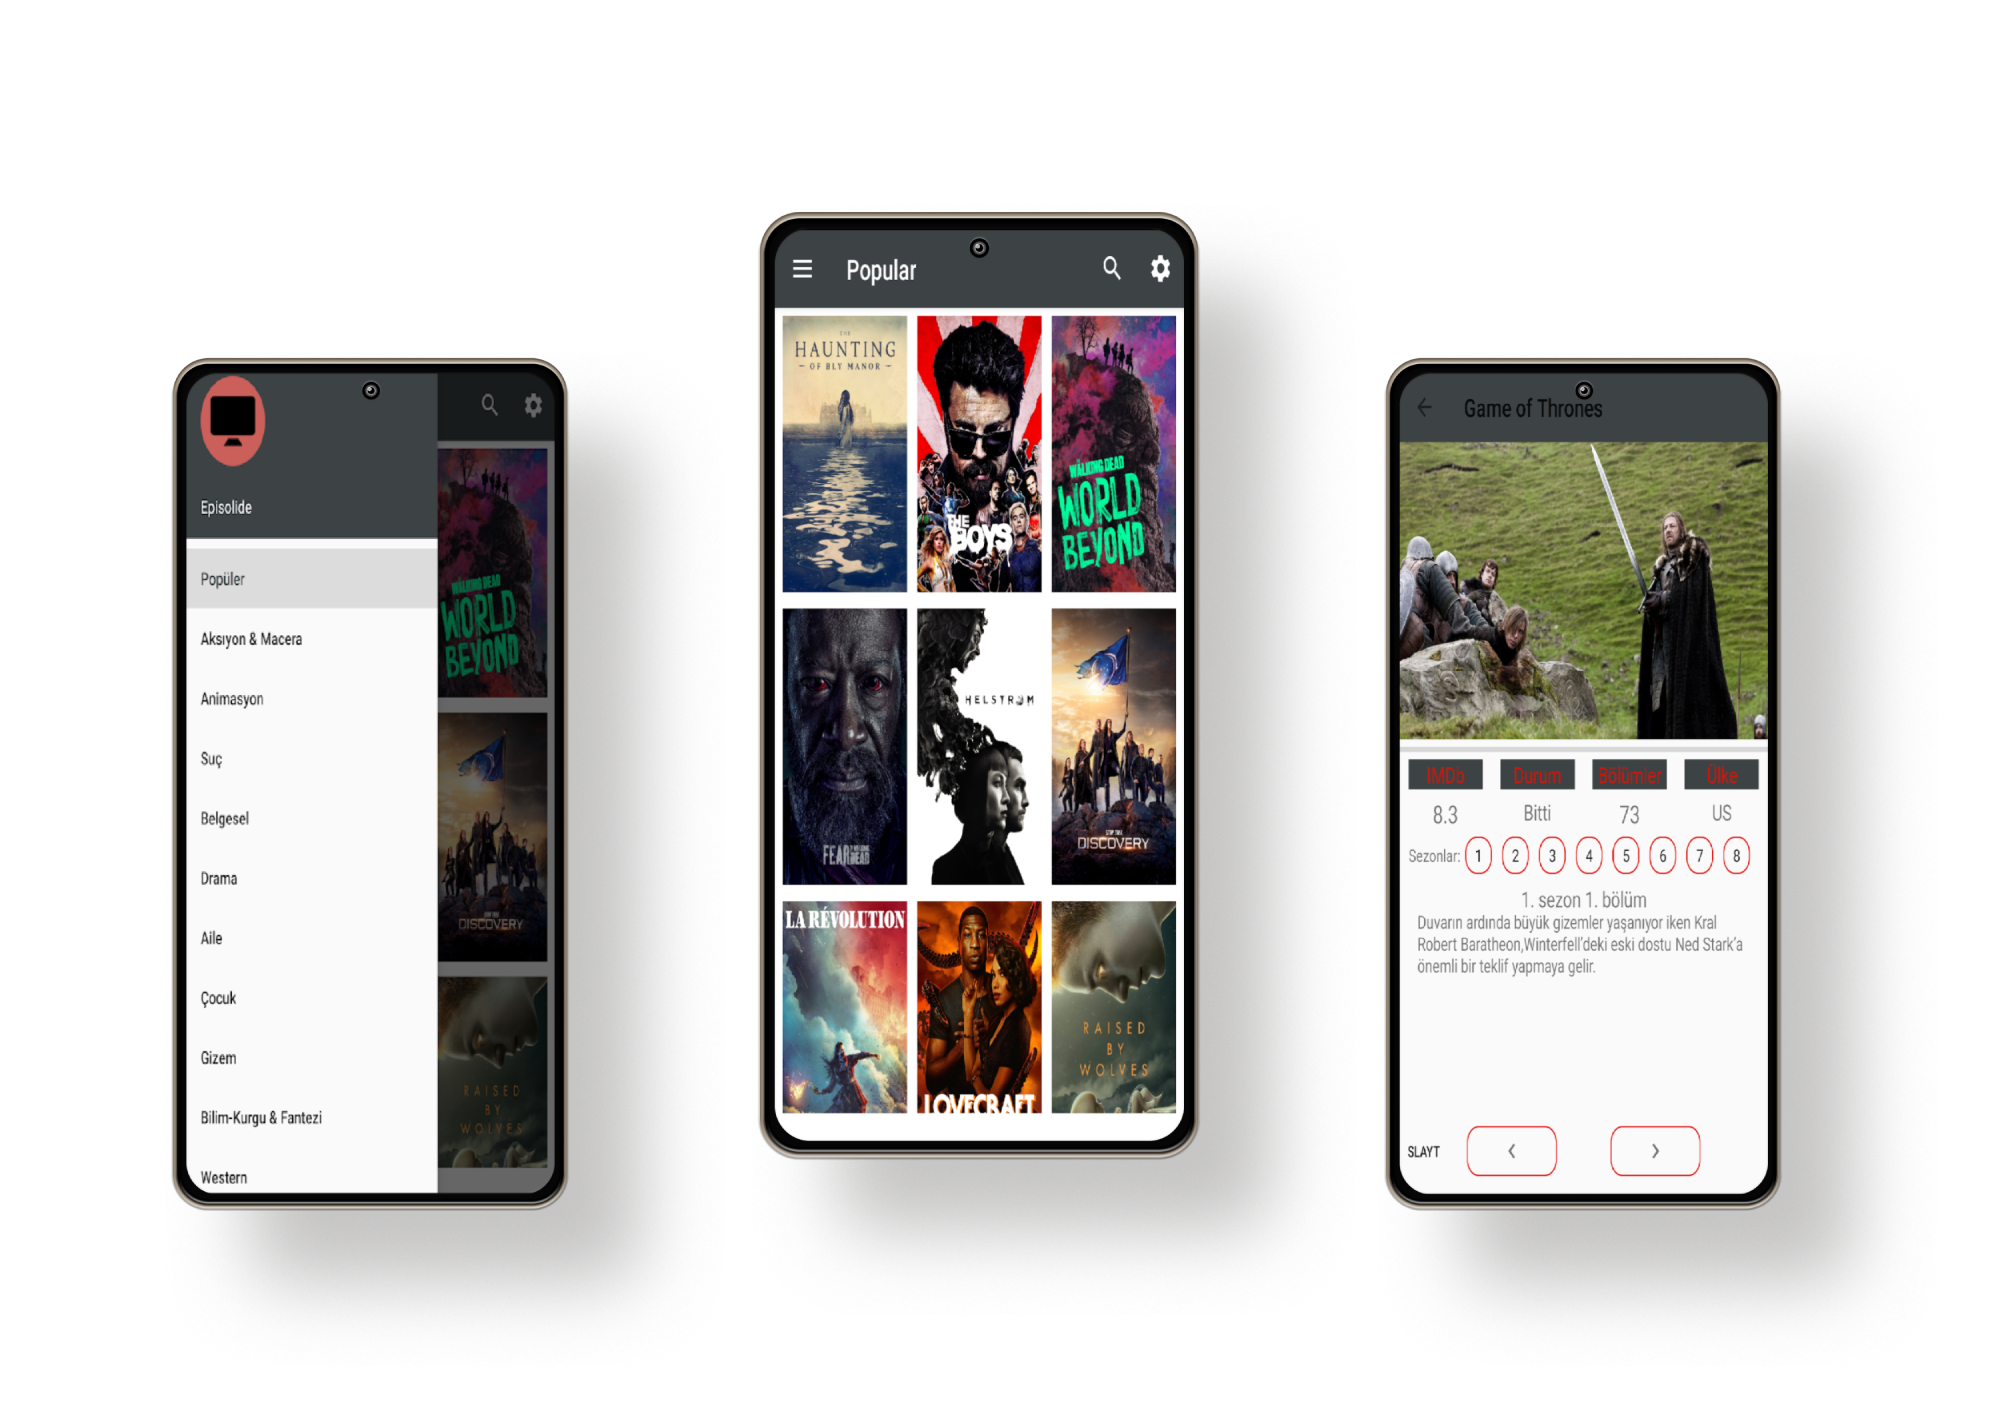 Episolide
Popüler
Aksiyon & Macera
Animasyon
Suç
Belgesel
Drama
Aile
Çocuk
Gizem
Bilim-Kurgu & Fantezi
Western
THE WALKING DEAD
WORLD
BEYOND
STAR TREK
DISCOVERY
RAISED
BY
WOLVES
Popular
THE
HAUNTING
- OF BLY MANOR -
THE
BOYS
THE WALKING DEAD
WORLD
BEYOND
FEAR THE WALKING DEAD
HELSTROM
STAR TREK
DISCOVERY
LA RÉVOLUTION
LOVECRAFT
RAISED
BY
WOLVES
Game of Thrones
IMDb Durum Bölümler Ülke
8.3 Bitti 73 US
Sezonlar: 1 2 3 4 5 6 7 8
1. sezon 1. bölüm
Duvarın ardında büyük gizemler yaşanıyor iken Kral
Robert Baratheon,Winterfell'deki eski dostu Ned Stark'a
önemli bir teklif yapmaya gelir.
SLAYT < >